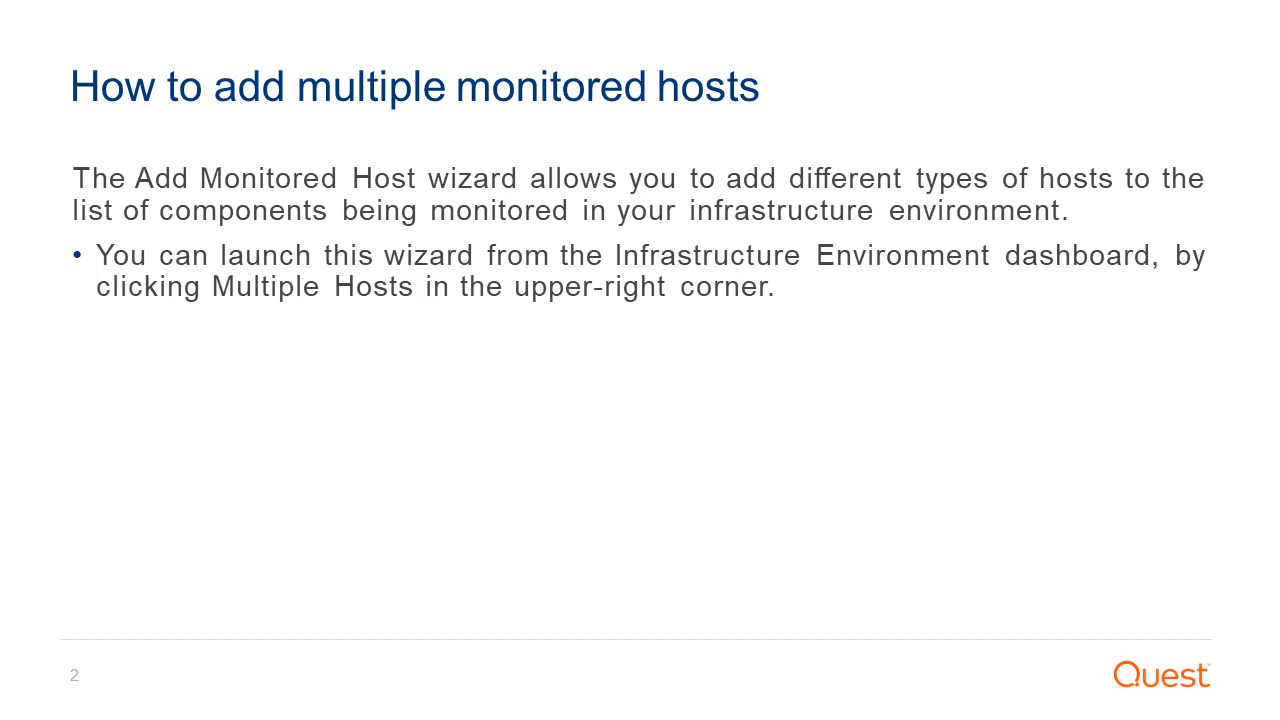 How to add multiple monitored hosts
The Add Monitored Host wizard allows you to add different types of hosts to the
list of components being monitored in your infrastructure environment.
• You can launch this wizard from the Infrastructure Environment dashboard, by
clicking Multiple Hosts in the upper-right corner.
2
Quest™